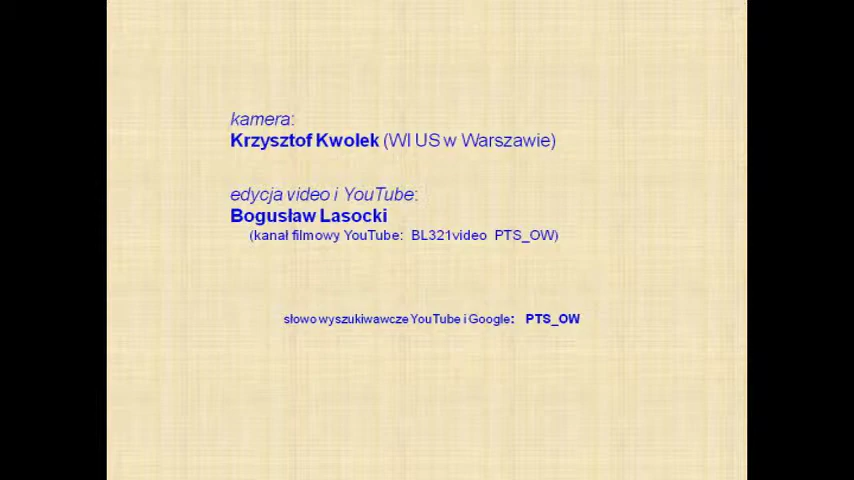 kamera:
Krzysztof Kwolek (WI US w Warszawie)
edycja video i YouTube:
Bogusław Lasocki
(kanał filmowy YouTube: BL321video PTS_OW)
słowo wyszukiwawcze YouTube i Google: PTS_OW